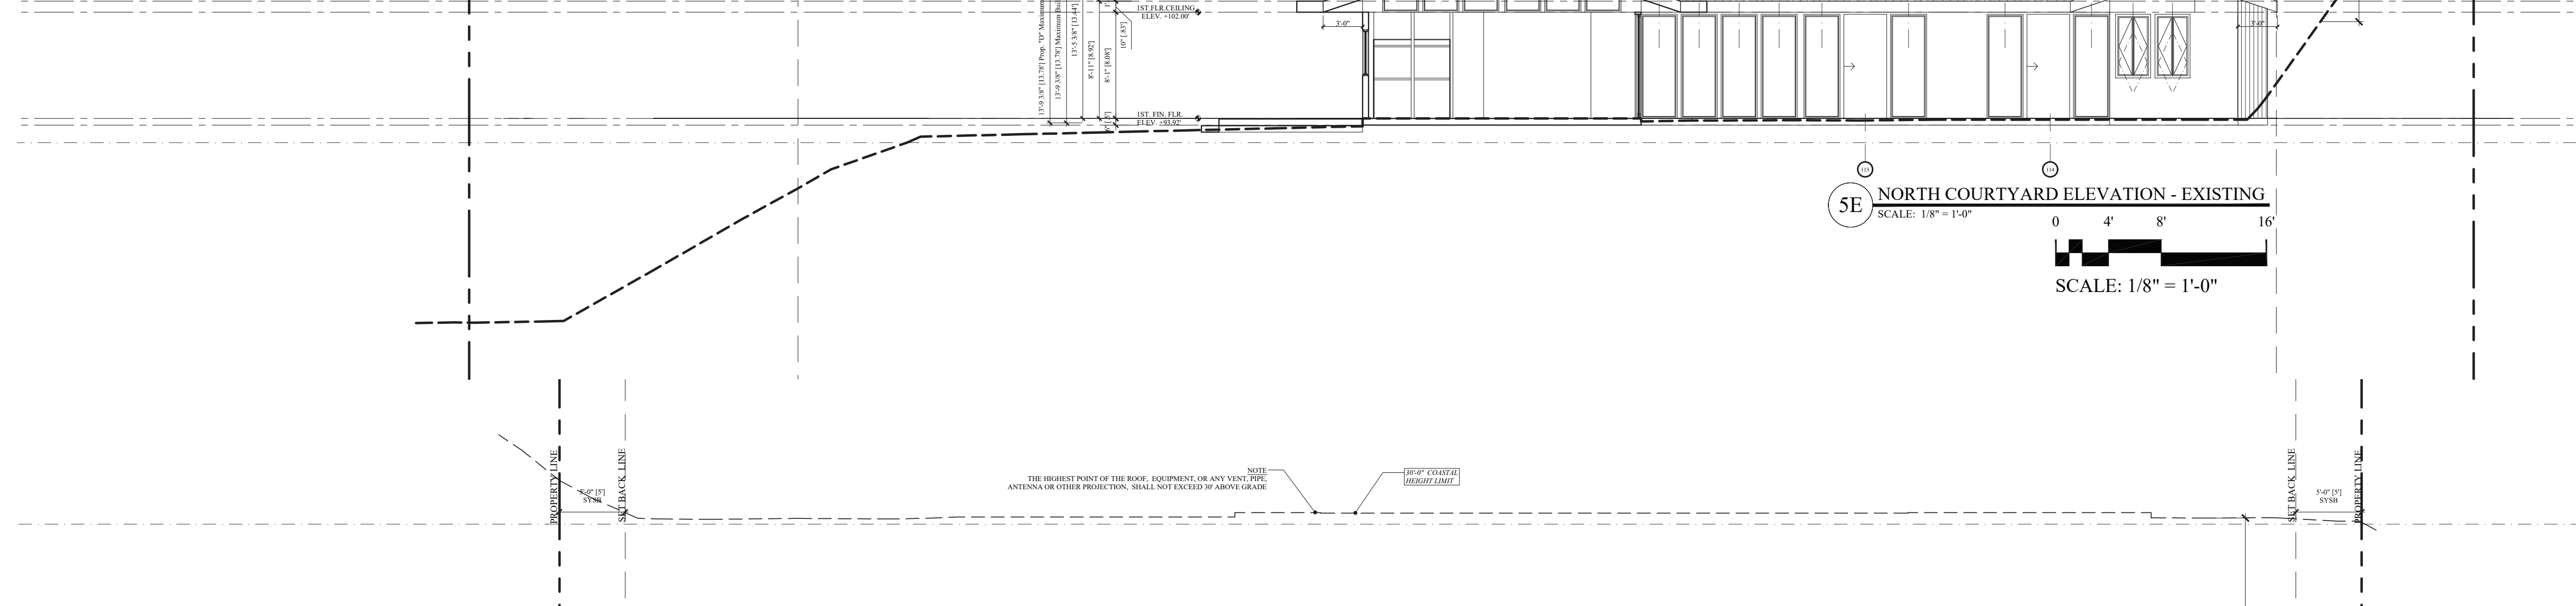 1ST.FLR.CEILING
ELEV. +102.00'
3'-0"
3'-0"
13'-9 3/8" [13.78'] Prop. "D" Maximum
13'-9 3/8" [13.78'] Maximum Bui
13'-5 3/8" [13.44']
8'-11" [8.92']
8'-1" [8.08']
10" [.83']
1ST. FIN. FLR.
ELEV. +93.92'
6" [.5']
113
114
5E
NORTH COURTYARD ELEVATION - EXISTING
SCALE: 1/8" = 1'-0"
0 4' 8' 16'
SCALE: 1/8" = 1'-0"
PROPERTY LINE
5'-0" [5']
SYSB
SET BACK LINE
NOTE
THE HIGHEST POINT OF THE ROOF, EQUIPMENT, OR ANY VENT, PIPE,
ANTENNA OR OTHER PROJECTION, SHALL NOT EXCEED 30' ABOVE GRADE
30'-0" COASTAL
HEIGHT LIMIT
SET BACK LINE
5'-0" [5']
SYSB
PROPERTY LINE